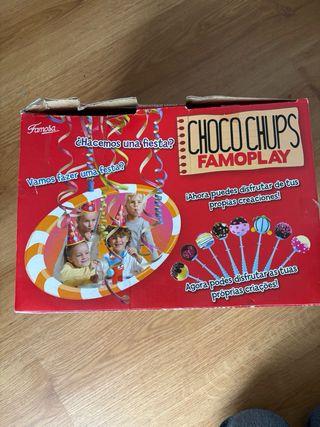 Famosa
¿Hacemos una fiesta?
Vamos fazer uma festa?
CHOCO CHUPS
FAMOPLAY
¡Ahora puedes disfrutar de tus
propias creaciones!
Agora podes disfrutar as tuas
próprias criações!